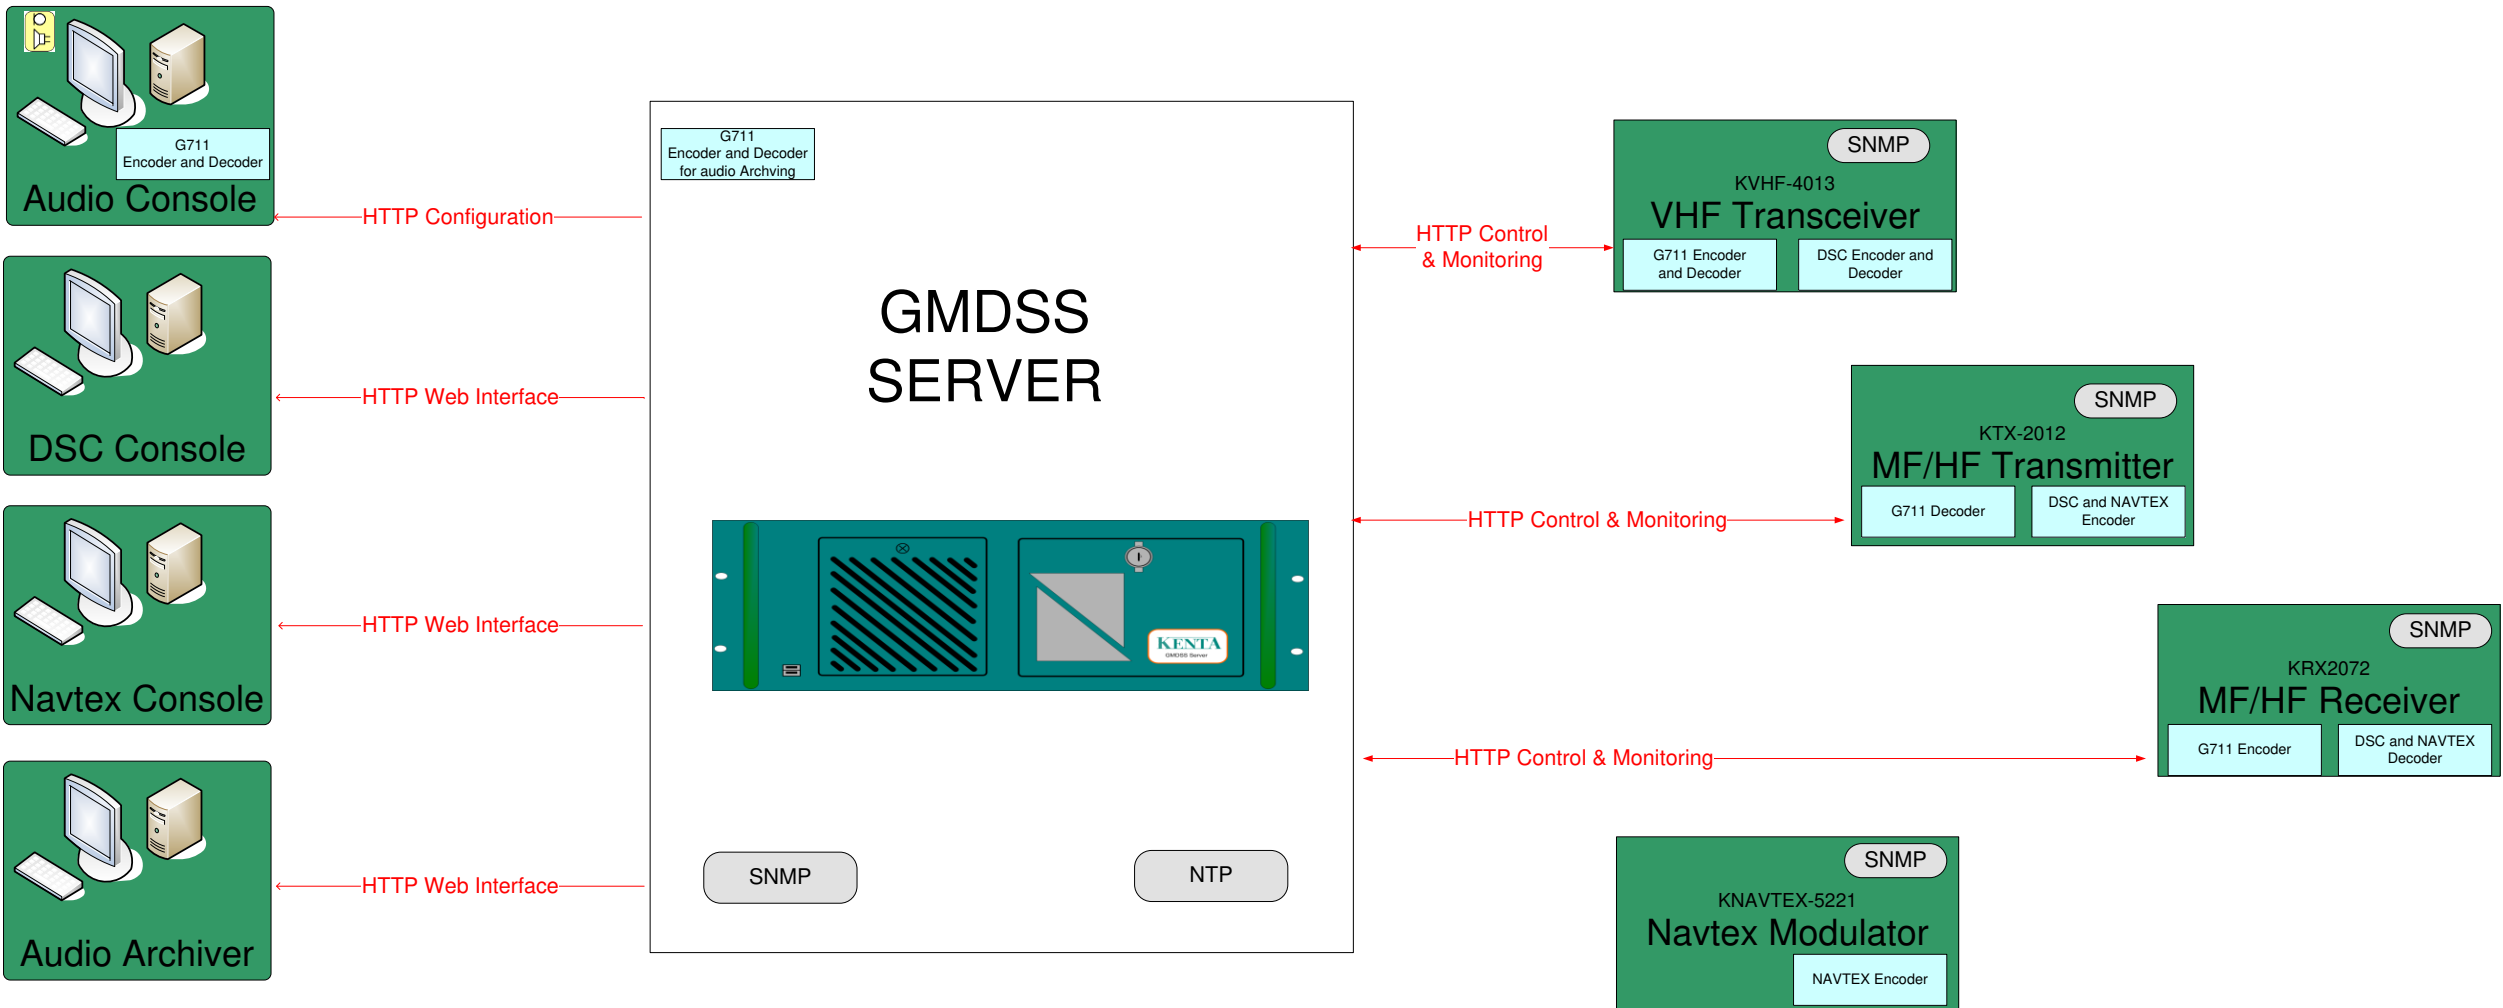 G711
Encoder and Decoder
Audio Console
HTTP Configuration
DSC Console
HTTP Web Interface
Navtex Console
HTTP Web Interface
Audio Archiver
HTTP Web Interface
G711
Encoder and Decoder
for audio Archving
GMDSS
SERVER
KENTA
GMDSS Server
SNMP
NTP
HTTP Control
& Monitoring
SNMP
KVHF-4013
VHF Transceiver
G711 Encoder
and Decoder
DSC Encoder and
Decoder
HTTP Control & Monitoring
SNMP
KTX-2012
MF/HF Transmitter
G711 Decoder
DSC and NAVTEX
Encoder
HTTP Control & Monitoring
SNMP
KRX2072
MF/HF Receiver
G711 Encoder
DSC and NAVTEX
Decoder
SNMP
KNAVTEX-5221
Navtex Modulator
NAVTEX Encoder